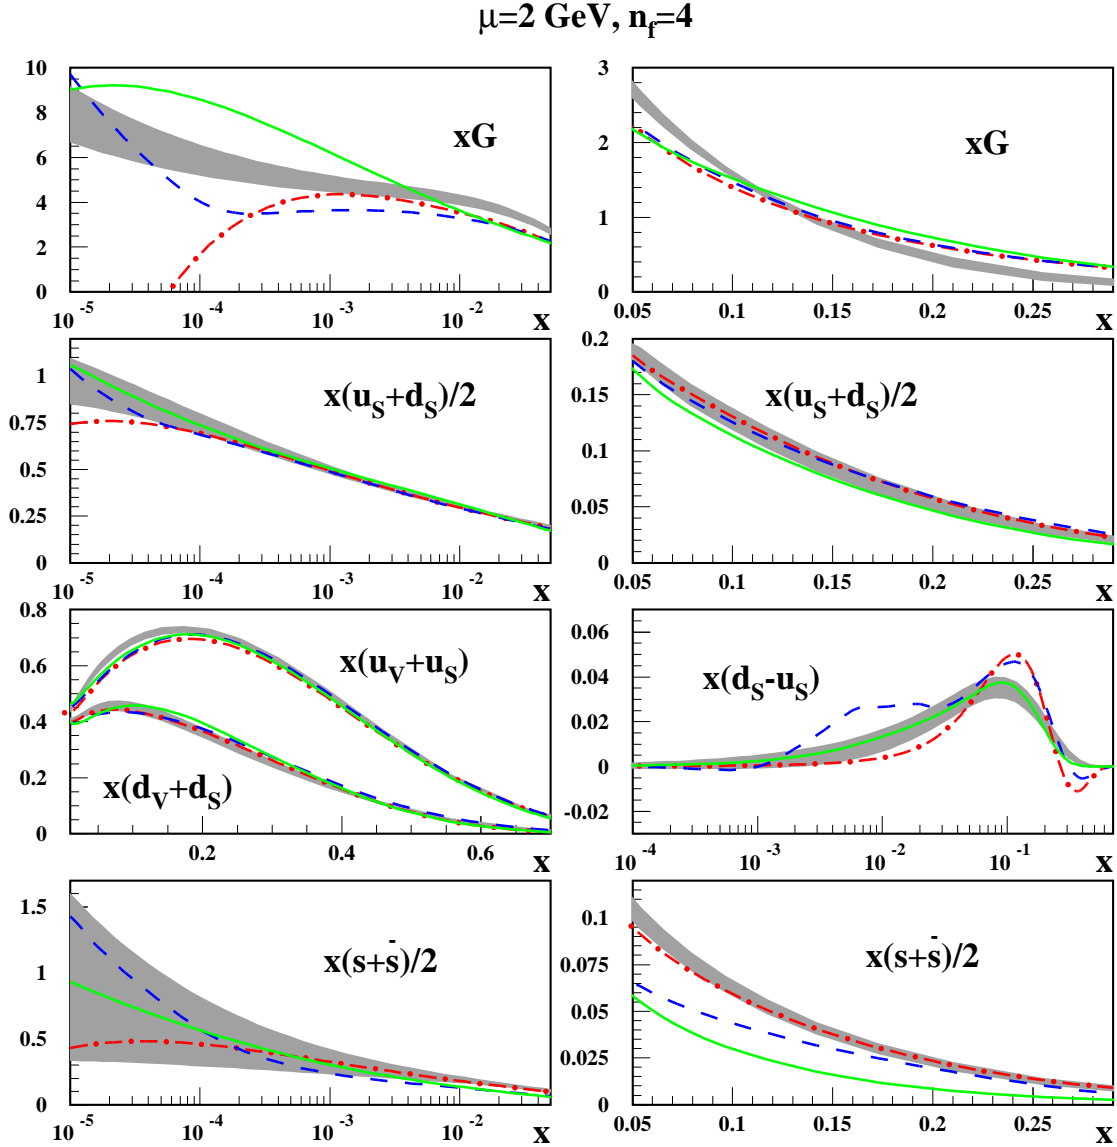 μ=2 GeV, n_f=4
10
8
6
4
2
0
xG
10^-5 10^-4 10^-3 10^-2 x
3
2
1
0
xG
0.05 0.1 0.15 0.2 0.25 x
1
0.75
0.5
0.25
0
x(u_S+d_S)/2
10^-5 10^-4 10^-3 10^-2 x
0.2
0.15
0.1
0.05
0
x(u_S+d_S)/2
0.05 0.1 0.15 0.2 0.25 x
0.8
0.6
0.4
0.2
0
x(u_V+u_S)
x(d_V+d_S)
0.2 0.4 0.6 x
0.06
0.04
0.02
0
-0.02
x(d_S-u_S)
10^-4 10^-3 10^-2 10^-1 x
1.5
1
0.5
0
x(s+s̄)/2
10^-5 10^-4 10^-3 10^-2 x
0.1
0.075
0.05
0.025
0
x(s+s̄)/2
0.05 0.1 0.15 0.2 0.25 x